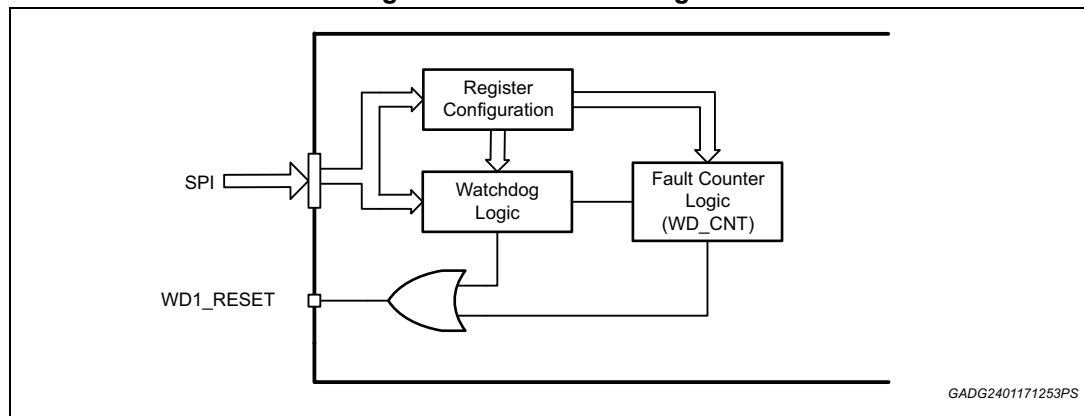 Register
Configuration
SPI
Watchdog
Logic
Fault Counter
Logic
(WD_CNT)
WD1_RESET
GADG2401171253PS